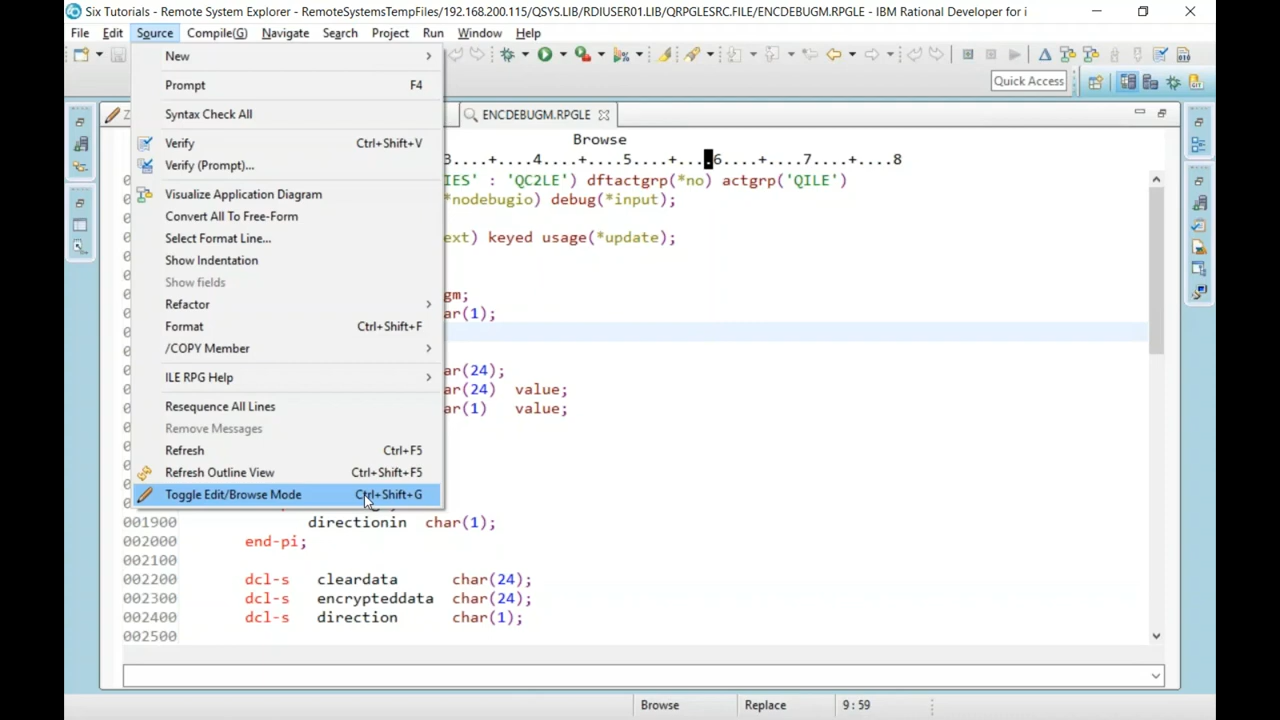 Six Tutorials - Remote System Explorer - RemoteSystemsTempFiles/192.168.200.115/QSYS.LIB/RDIUSER01.LIB/QRPGLESRC.FILE/ENCDEBUGM.RPGLE - IBM Rational Developer for i
File Edit Source Compile(G) Navigate Search Project Run Window Help
New
Quick Access
Prompt F4
Syntax Check All
ENCDEBUGM.RPGLE
Verify Ctrl+Shift+V
Browse
Verify (Prompt)...
3....+....4....+....5....+....6....+....7....+....8
IES' : 'QC2LE') dftactgrp(*no) actgrp('QILE')
Visualize Application Diagram
*nodebugio) debug(*input);
Convert All To Free-Form
Select Format Line...
ext) keyed usage(*update);
Show Indentation
Show fields
Refactor
gm;
ar(1);
Format Ctrl+Shift+F
/COPY Member
ILE RPG Help
ar(24);
ar(24) value;
Resequence All Lines
ar(1) value;
Remove Messages
Refresh Ctrl+F5
Refresh Outline View Ctrl+Shift+F5
Toggle Edit/Browse Mode Ctrl+Shift+G
001900 directionin char(1);
002000 end-pi;
002100
002200 dcl-s cleardata char(24);
002300 dcl-s encrypteddata char(24);
002400 dcl-s direction char(1);
002500
Browse Replace 9:59